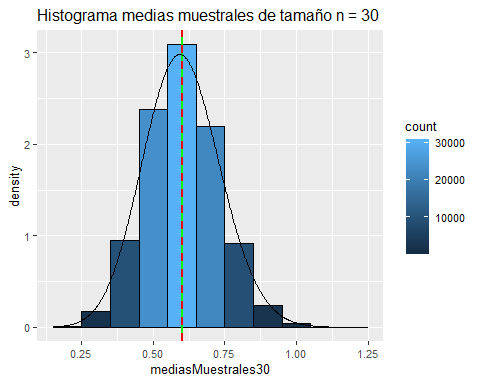 Histograma medias muestrales de tamaño n = 30
density
3
2
1
0
0.25 0.50 0.75 1.00 1.25
mediasMuestrales30
count
30000
20000
10000